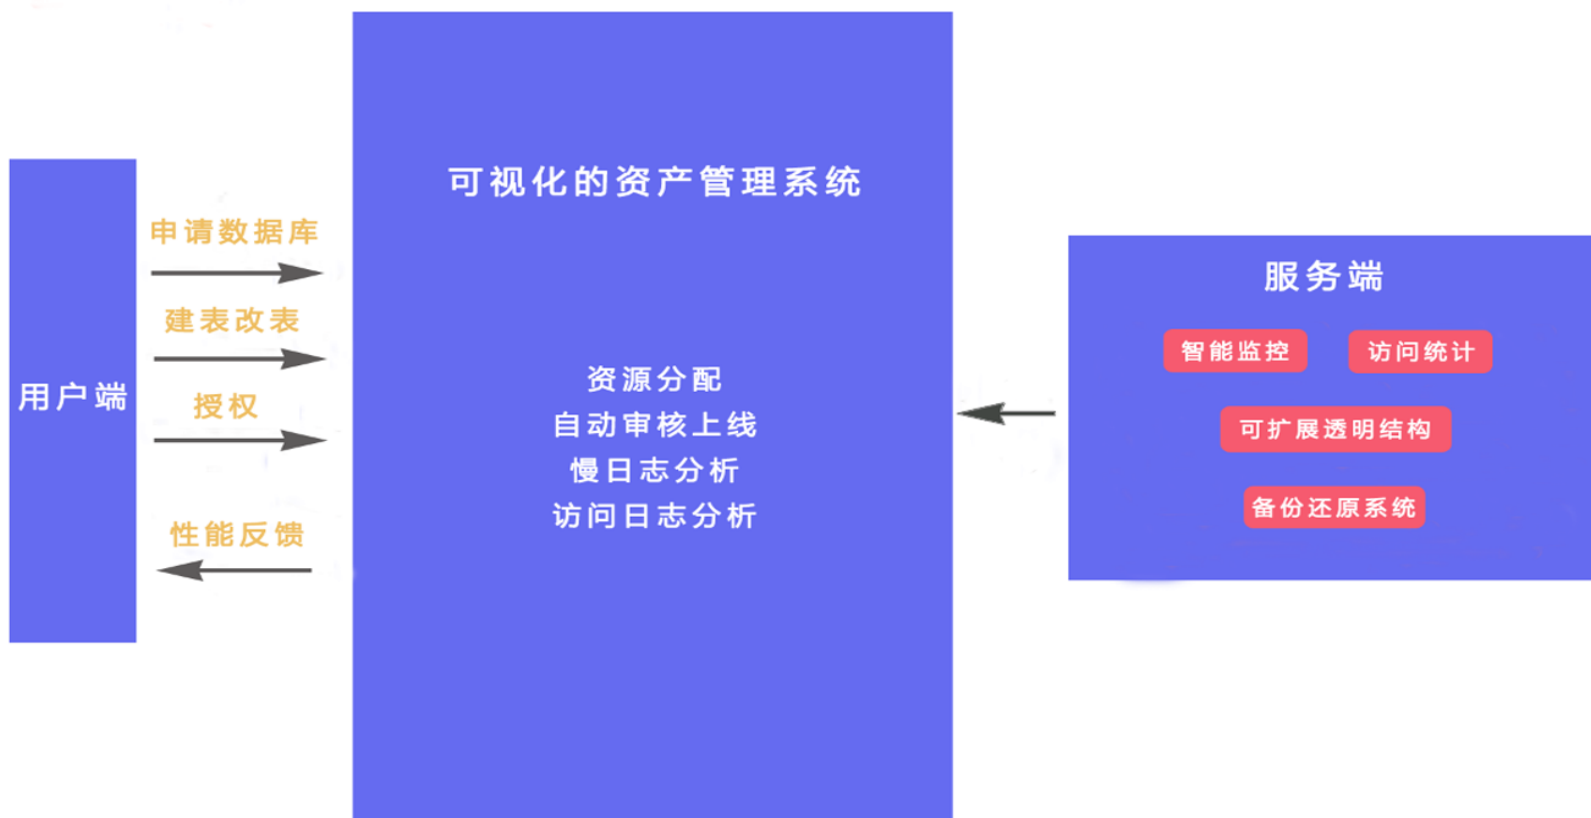 可视化的资产管理系统
申请数据库
建表改表
授权
性能反馈
用户端
资源分配
自动审核上线
慢日志分析
访问日志分析
服务端
智能监控
访问统计
可扩展透明结构
备份还原系统